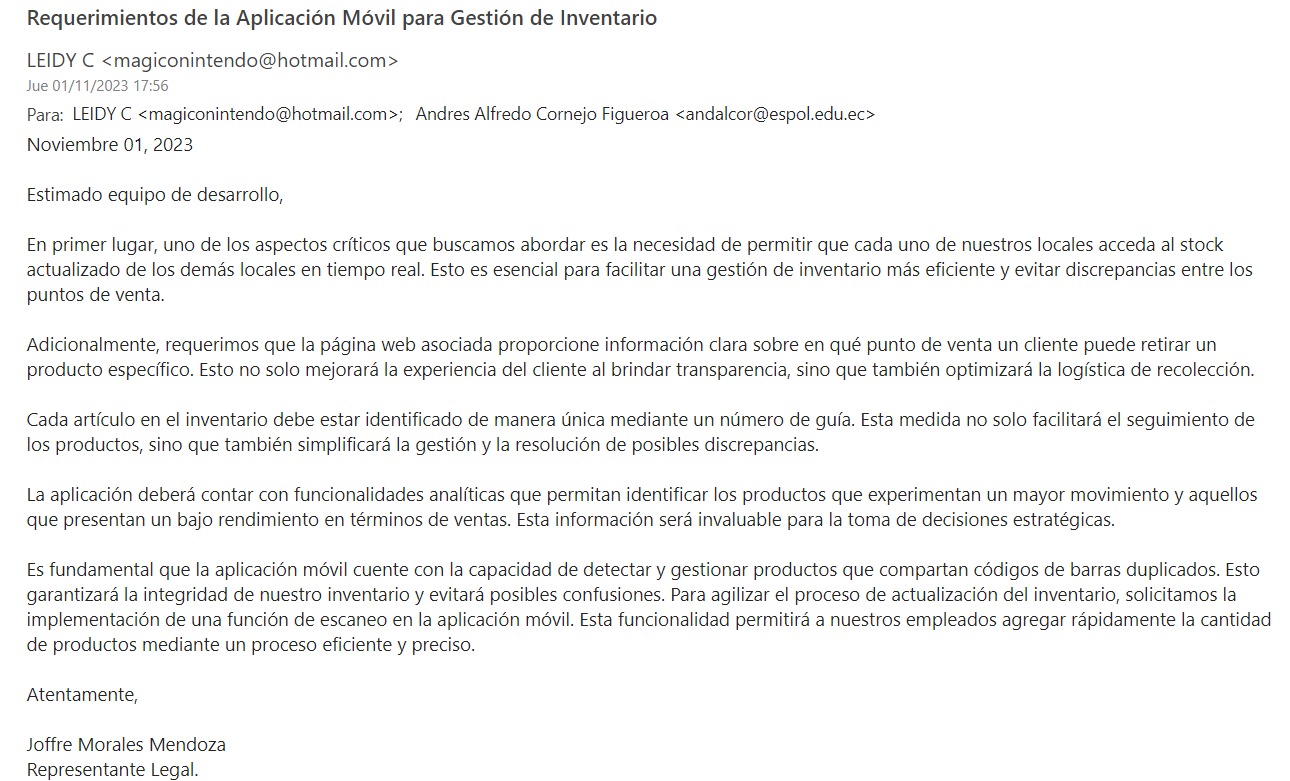 Requerimientos de la Aplicación Móvil para Gestión de Inventario
LEIDY C <magiconintendo@hotmail.com>
Jue 01/11/2023 17:56
Para: LEIDY C <magiconintendo@hotmail.com>; Andres Alfredo Cornejo Figueroa <andalcor@espol.edu.ec>
Noviembre 01, 2023
Estimado equipo de desarrollo,
En primer lugar, uno de los aspectos críticos que buscamos abordar es la necesidad de permitir que cada uno de nuestros locales acceda al stock
actualizado de los demás locales en tiempo real. Esto es esencial para facilitar una gestión de inventario más eficiente y evitar discrepancias entre los
puntos de venta.
Adicionalmente, requerimos que la página web asociada proporcione información clara sobre en qué punto de venta un cliente puede retirar un
producto específico. Esto no solo mejorará la experiencia del cliente al brindar transparencia, sino que también optimizará la logística de recolección.
Cada artículo en el inventario debe estar identificado de manera única mediante un número de guía. Esta medida no solo facilitará el seguimiento de
los productos, sino que también simplificará la gestión y la resolución de posibles discrepancias.
La aplicación deberá contar con funcionalidades analíticas que permitan identificar los productos que experimentan un mayor movimiento y aquellos
que presentan un bajo rendimiento en términos de ventas. Esta información será invaluable para la toma de decisiones estratégicas.
Es fundamental que la aplicación móvil cuente con la capacidad de detectar y gestionar productos que compartan códigos de barras duplicados. Esto
garantizará la integridad de nuestro inventario y evitará posibles confusiones. Para agilizar el proceso de actualización del inventario, solicitamos la
implementación de una función de escaneo en la aplicación móvil. Esta funcionalidad permitirá a nuestros empleados agregar rápidamente la cantidad
de productos mediante un proceso eficiente y preciso.
Atentamente,
Joffre Morales Mendoza
Representante Legal.